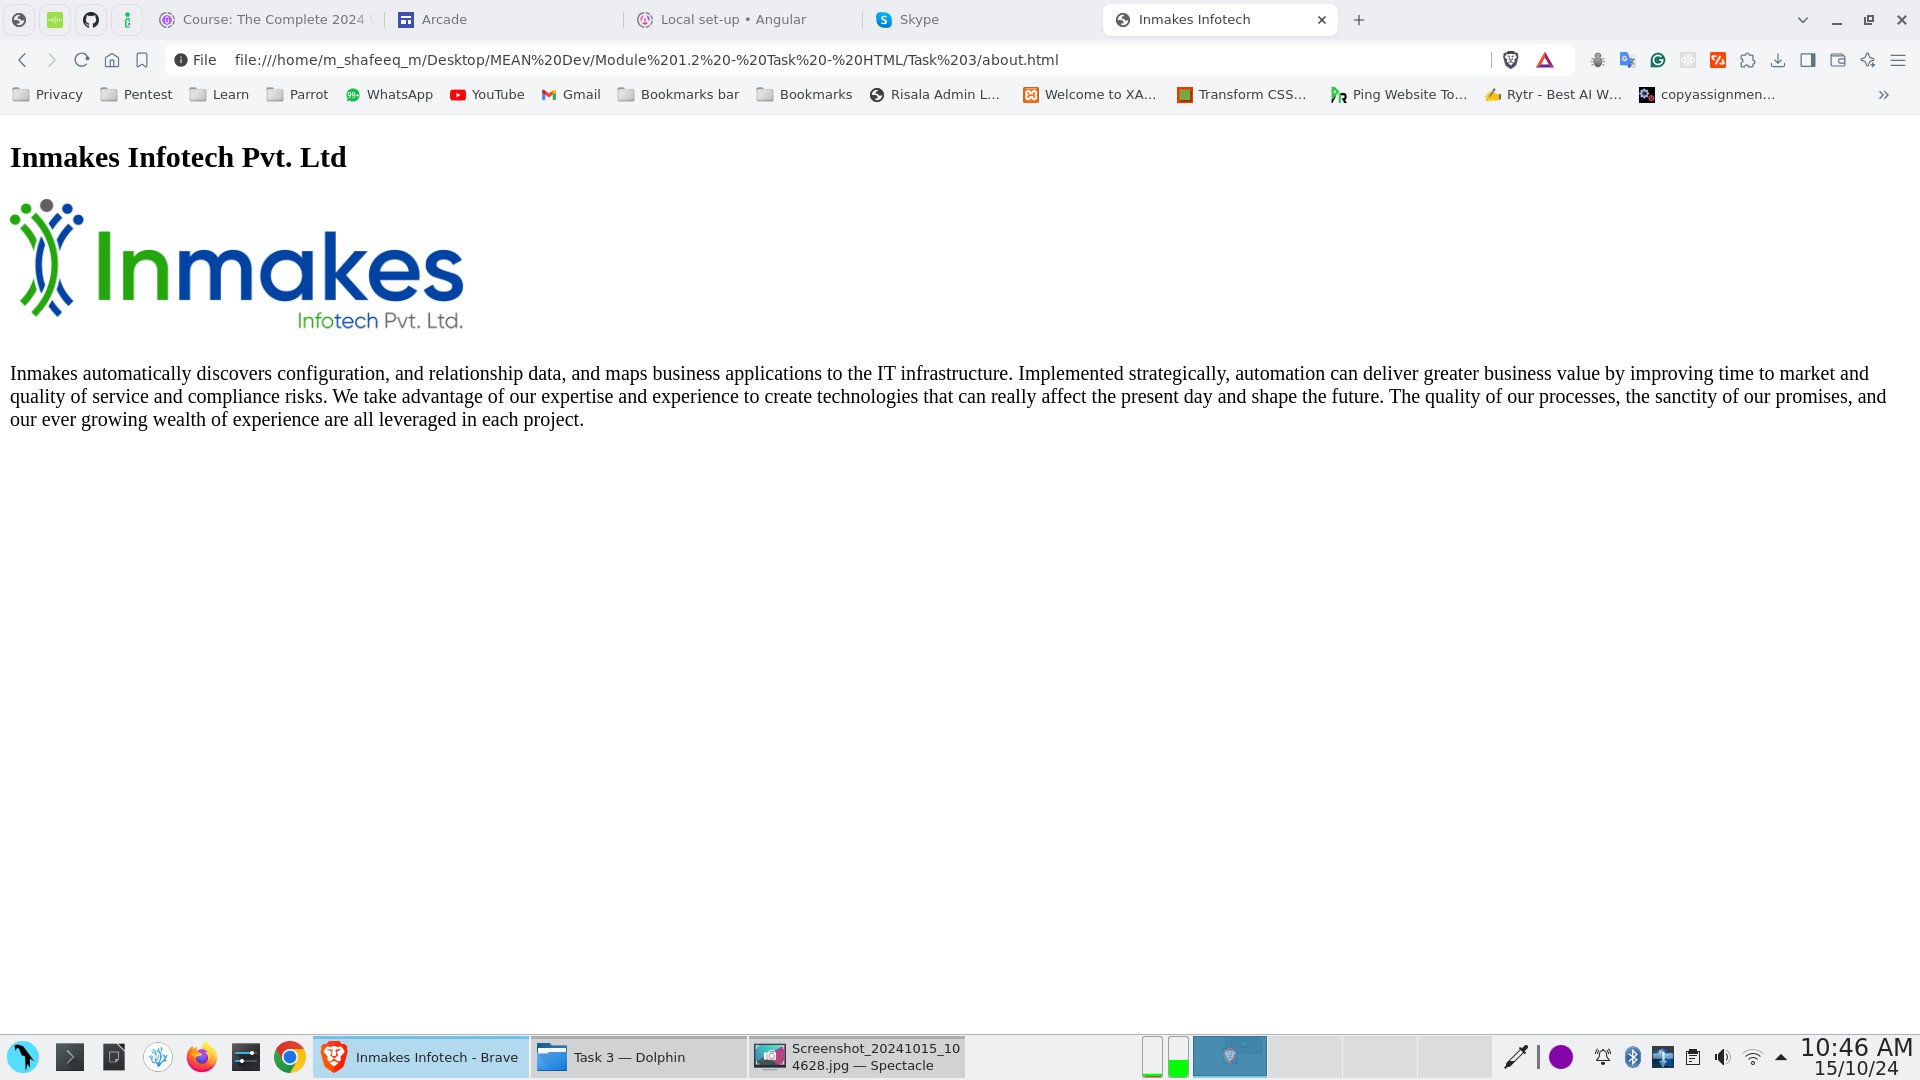 Course: The Complete 2024
Arcade
Local set-up • Angular
Skype
Inmakes Infotech
File
file:///home/m_shafeeq_m/Desktop/MEAN%20Dev/Module%201.2%20-%20Task%20-%20HTML/Task%203/about.html
Privacy
Pentest
Learn
Parrot
99+
WhatsApp
YouTube
Gmail
Bookmarks bar
Bookmarks
Risala Admin L...
Welcome to XA...
Transform CSS...
Ping Website To...
Rytr - Best AI W...
copyassignmen...
Inmakes Infotech Pvt. Ltd
Inmakes
Infotech Pvt. Ltd.
Inmakes automatically discovers configuration, and relationship data, and maps business applications to the IT infrastructure. Implemented strategically, automation can deliver greater business value by improving time to market and
quality of service and compliance risks. We take advantage of our expertise and experience to create technologies that can really affect the present day and shape the future. The quality of our processes, the sanctity of our promises, and
our ever growing wealth of experience are all leveraged in each project.
Inmakes Infotech - Brave
Task 3 — Dolphin
Screenshot_20241015_10
4628.jpg — Spectacle
10:46 AM
15/10/24